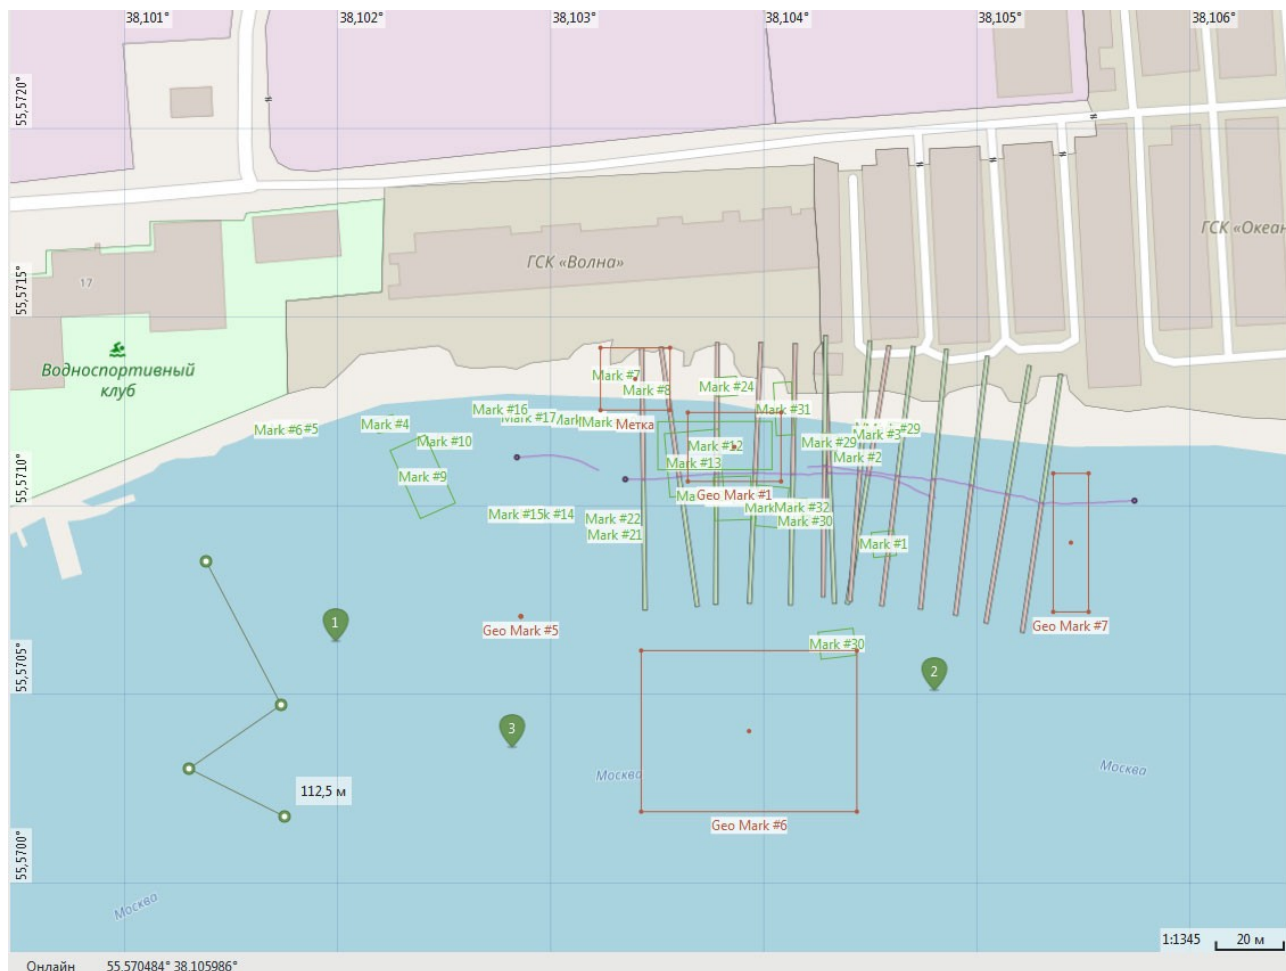 38,101°
38,102°
38,103°
38,104°
38,105°
38,106°
55,5720°
ГСК «Океан
ГСК «Волна»
17
55,5715°
Водноспортивный
клуб
Mark #7
Mark #8
Mark #24
Mark #16
Mark #17
Mark
Mark
Метка
Mark #31
Mark #4
Mark #6
#5
Mark #10
Mark #12
Mark #29
Mark #3
#29
Mark #2
Mark #13
Mark #9
55,5710°
Geo Mark #1
Mark #15
#14
Mark #22
Mark #21
Mark
Mark #32
Mark #30
Mark #1
1
Geo Mark #5
Geo Mark #7
Mark #30
55,5705°
2
3
Москва
Москва
112,5 м
Geo Mark #6
55,5700°
Москва
1:1345
20 м
Онлайн
55,570484° 38,105986°